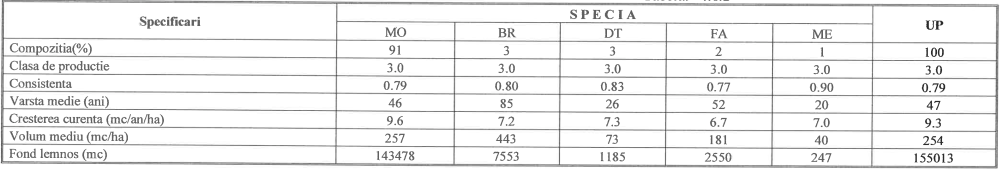 Specificari S P E C I A UP
MO BR DT FA ME
Compozitia(%) 91 3 3 2 1 100
Clasa de productie 3.0 3.0 3.0 3.0 3.0 3.0
Consistenta 0.79 0.80 0.83 0.77 0.90 0.79
Varsta medie (ani) 46 85 26 52 20 47
Cresterea curenta (mc/an/ha) 9.6 7.2 7.3 6.7 7.0 9.3
Volum mediu (mc/ha) 257 443 73 181 40 254
Fond lemnos (mc) 143478 7553 1185 2550 247 155013